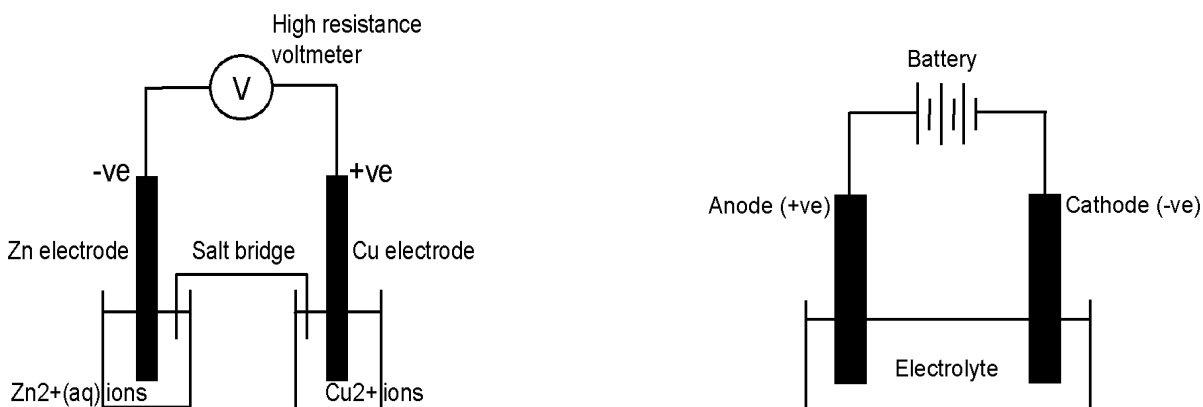 High resistance
voltmeter
V
-ve
+ve
Zn electrode
Salt bridge
Cu electrode
Zn2+(aq) ions
Cu2+ ions
Battery
Anode (+ve)
Cathode (-ve)
Electrolyte